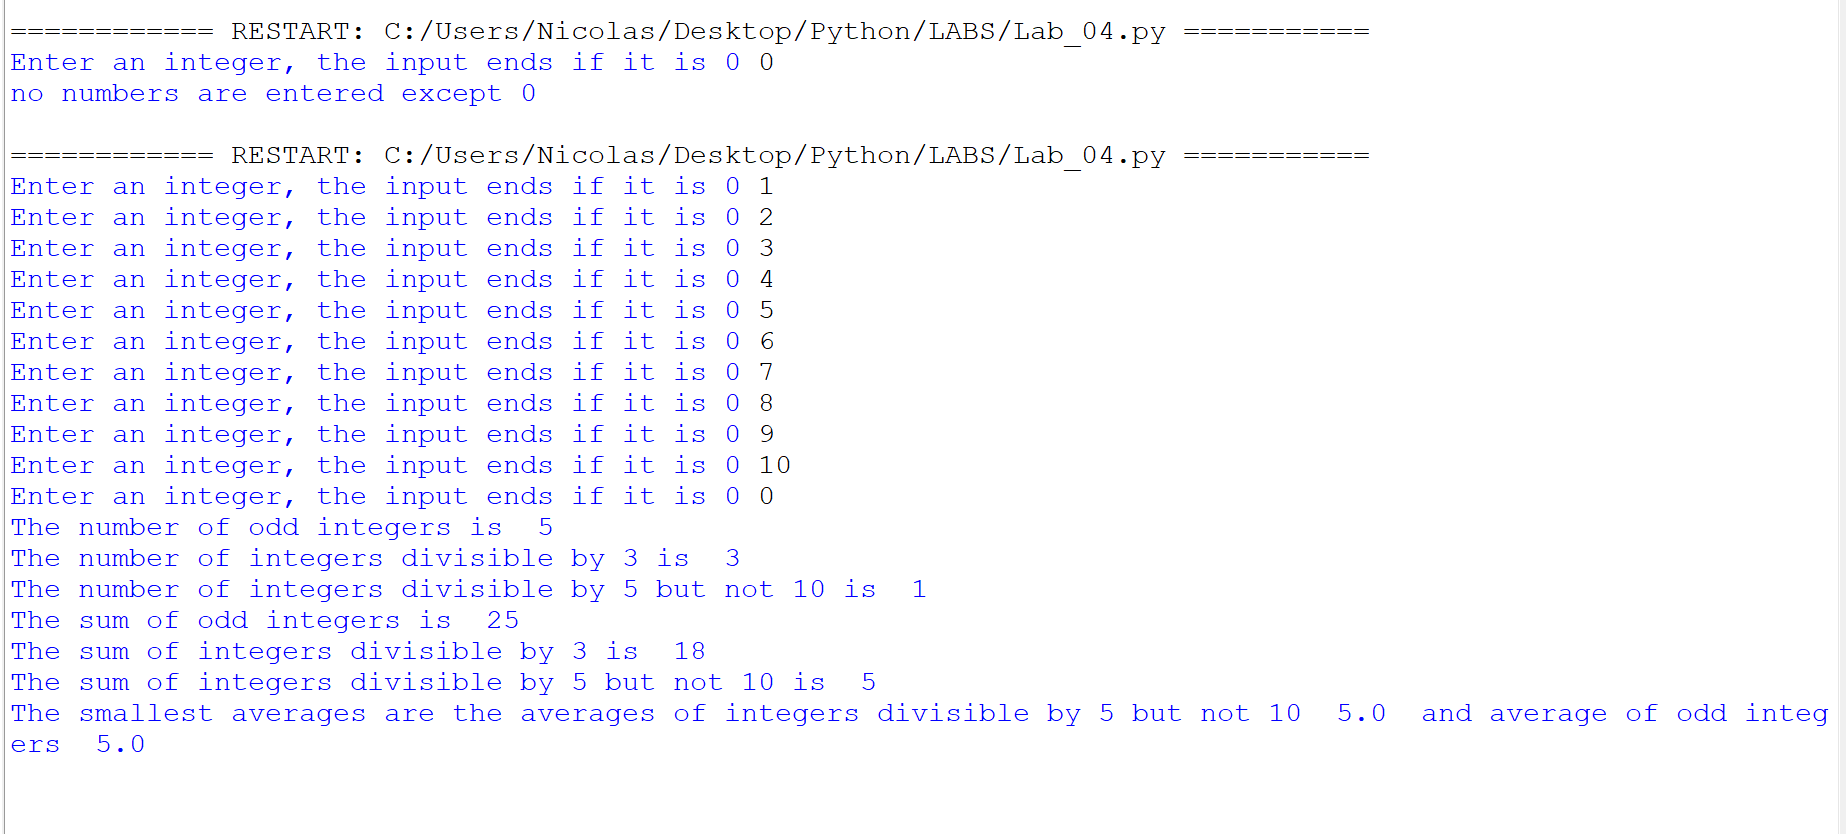 ============ RESTART: C:/Users/Nicolas/Desktop/Python/LABS/Lab_04.py ===========
Enter an integer, the input ends if it is 0 0
no numbers are entered except 0
============ RESTART: C:/Users/Nicolas/Desktop/Python/LABS/Lab_04.py ===========
Enter an integer, the input ends if it is 0 1
Enter an integer, the input ends if it is 0 2
Enter an integer, the input ends if it is 0 3
Enter an integer, the input ends if it is 0 4
Enter an integer, the input ends if it is 0 5
Enter an integer, the input ends if it is 0 6
Enter an integer, the input ends if it is 0 7
Enter an integer, the input ends if it is 0 8
Enter an integer, the input ends if it is 0 9
Enter an integer, the input ends if it is 0 10
Enter an integer, the input ends if it is 0 0
The number of odd integers is  5
The number of integers divisible by 3 is  3
The number of integers divisible by 5 but not 10 is  1
The sum of odd integers is  25
The sum of integers divisible by 3 is  18
The sum of integers divisible by 5 but not 10 is  5
The smallest averages are the averages of integers divisible by 5 but not 10  5.0  and average of odd integ
ers  5.0